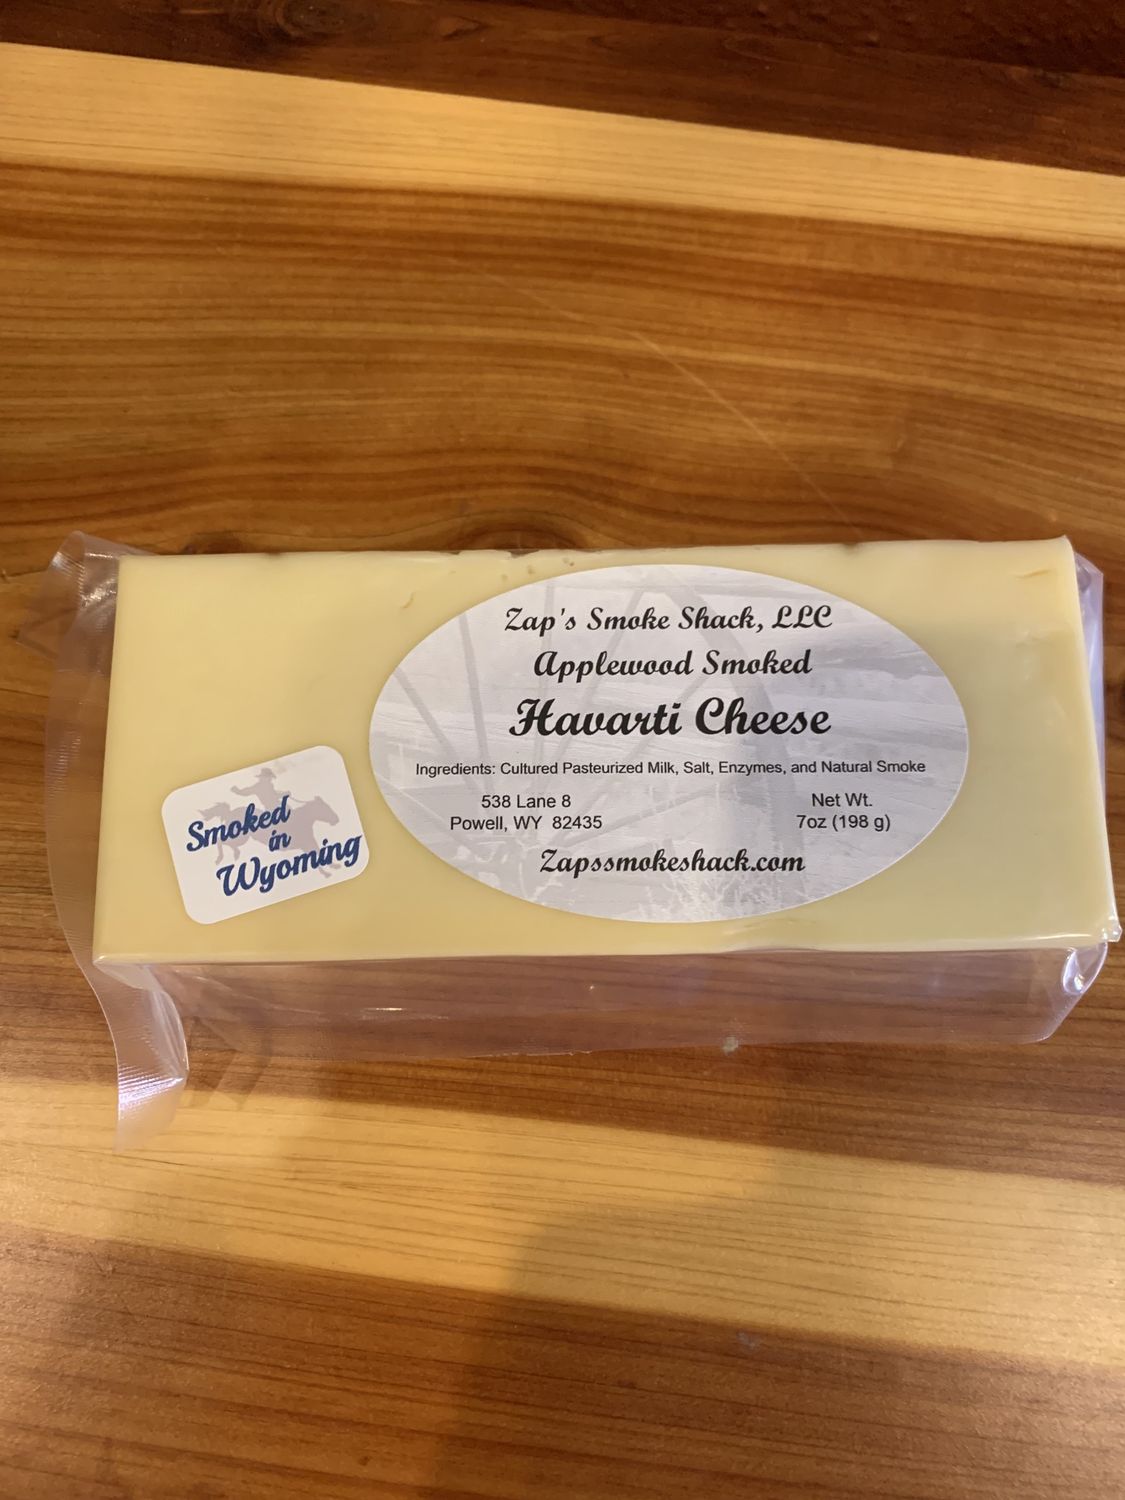 Zap's Smoke Shack, LLC
Applewood Smoked
Havarti Cheese
Ingredients: Cultured Pasteurized Milk, Salt, Enzymes, and Natural Smoke
538 Lane 8
Powell, WY 82435
Net Wt.
7oz (198 g)
Zapssmokeshack.com
Smoked
in
Wyoming